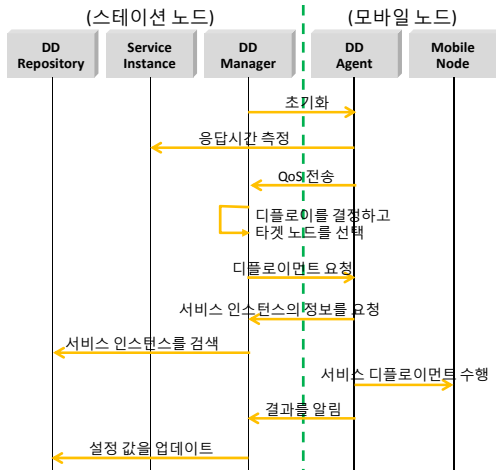 (스테이션 노드)
(모바일 노드)
DD
Repository
Service
Instance
DD
Manager
DD
Agent
Mobile
Node
초기화
응답시간 측정
QoS 전송
디플로이를 결정하고
타겟 노드를 선택
디플로이먼트 요청
서비스 인스턴스의 정보를 요청
서비스 인스턴스를 검색
서비스 디플로이먼트 수행
결과를 알림
설정 값을 업데이트